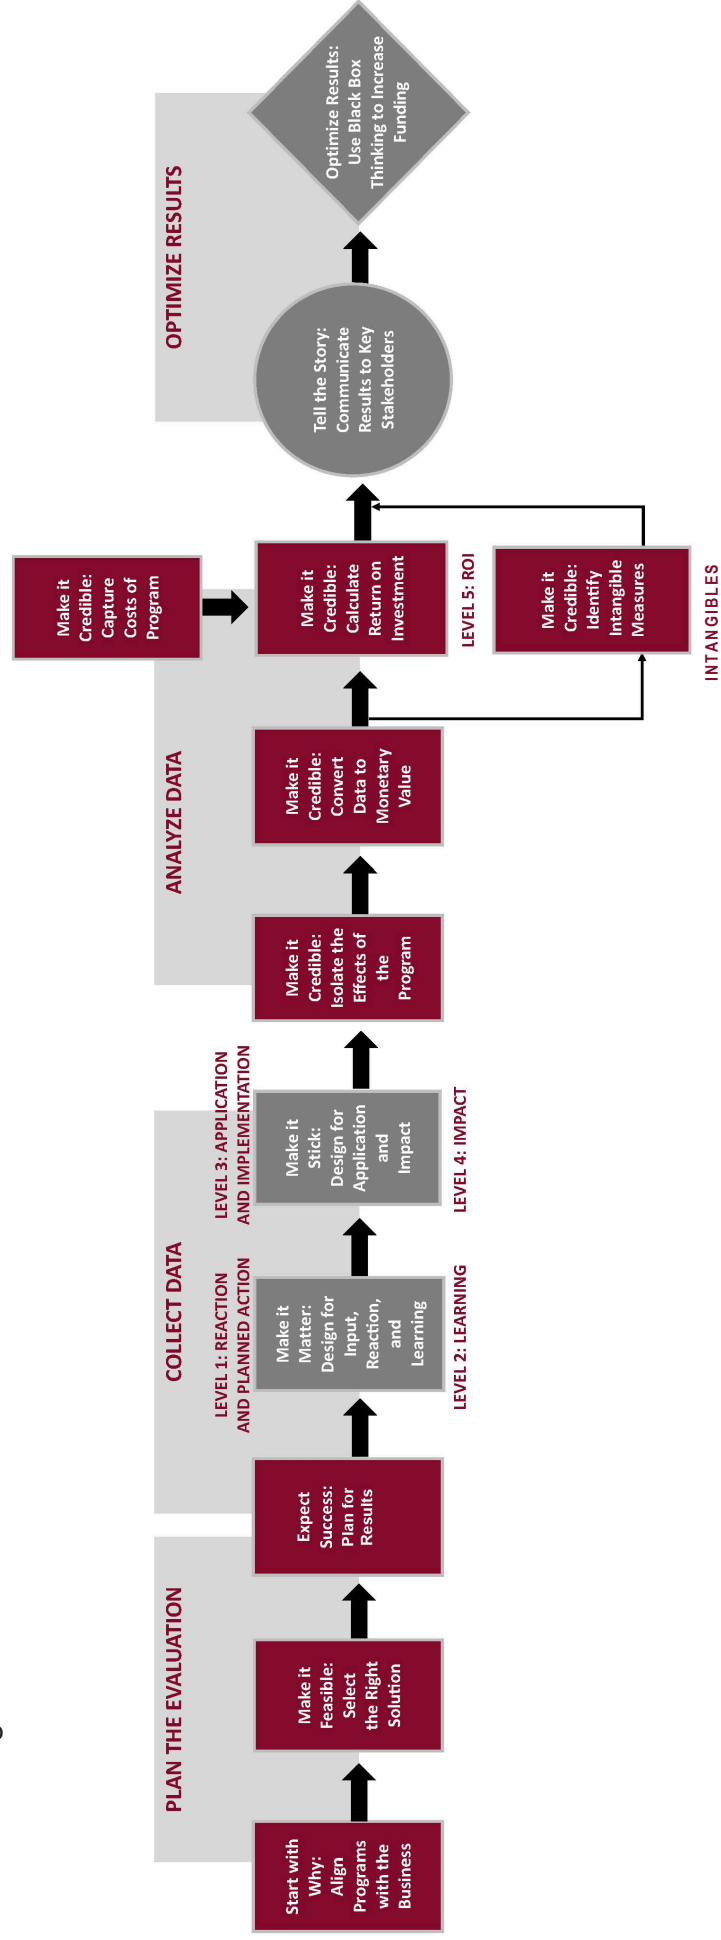 PLAN THE EVALUATION
Start with
Why:
Align
Programs
with the
Business
Make it
Feasible:
Select
the Right
Solution
Expect
Success:
Plan for
Results
COLLECT DATA
LEVEL 1: REACTION
AND PLANNED ACTION
Make it
Matter:
Design for
Input,
Reaction,
and
Learning
LEVEL 2: LEARNING
LEVEL 3: APPLICATION
AND IMPLEMENTATION
Make it
Stick:
Design for
Application
and
Impact
LEVEL 4: IMPACT
ANALYZE DATA
Make it
Credible:
Isolate the
Effects of
the
Program
Make it
Credible:
Convert
Data to
Monetary
Value
Make it
Credible:
Capture
Costs of
Program
Make it
Credible:
Calculate
Return on
Investment
LEVEL 5: ROI
Make it
Credible:
Identify
Intangible
Measures
INTANGIBLES
OPTIMIZE RESULTS
Tell the Story:
Communicate
Results to Key
Stakeholders
Optimize Results:
Use Black Box
Thinking to Increase
Funding